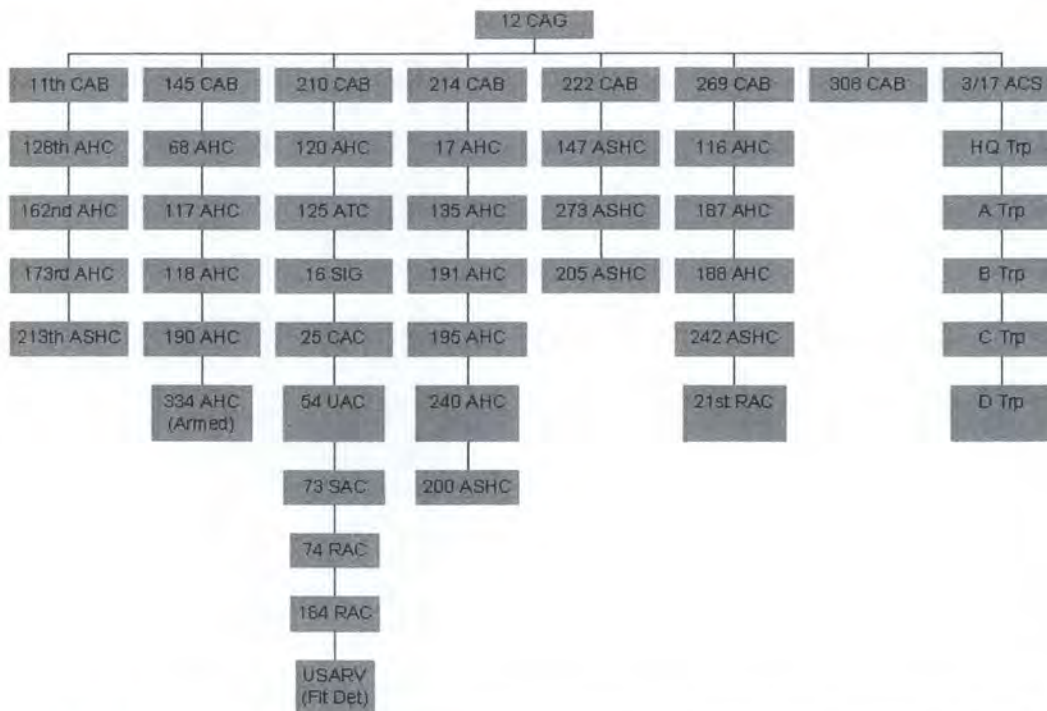 12 CAG
11th CAB
145 CAB
210 CAB
214 CAB
222 CAB
269 CAB
308 CAB
3/17 ACS
128th AHC
68 AHC
120 AHC
17 AHC
147 ASHC
116 AHC
HQ Trp
162nd AHC
117 AHC
125 ATC
135 AHC
273 ASHC
187 AHC
A Trp
173rd AHC
118 AHC
16 SIG
191 AHC
205 ASHC
188 AHC
B Trp
213th ASHC
190 AHC
25 CAC
195 AHC
242 ASHC
C Trp
334 AHC
(Armed)
54 UAC
240 AHC
21st RAC
D Trp
73 SAC
200 ASHC
74 RAC
184 RAC
USARV
(Flt Det)